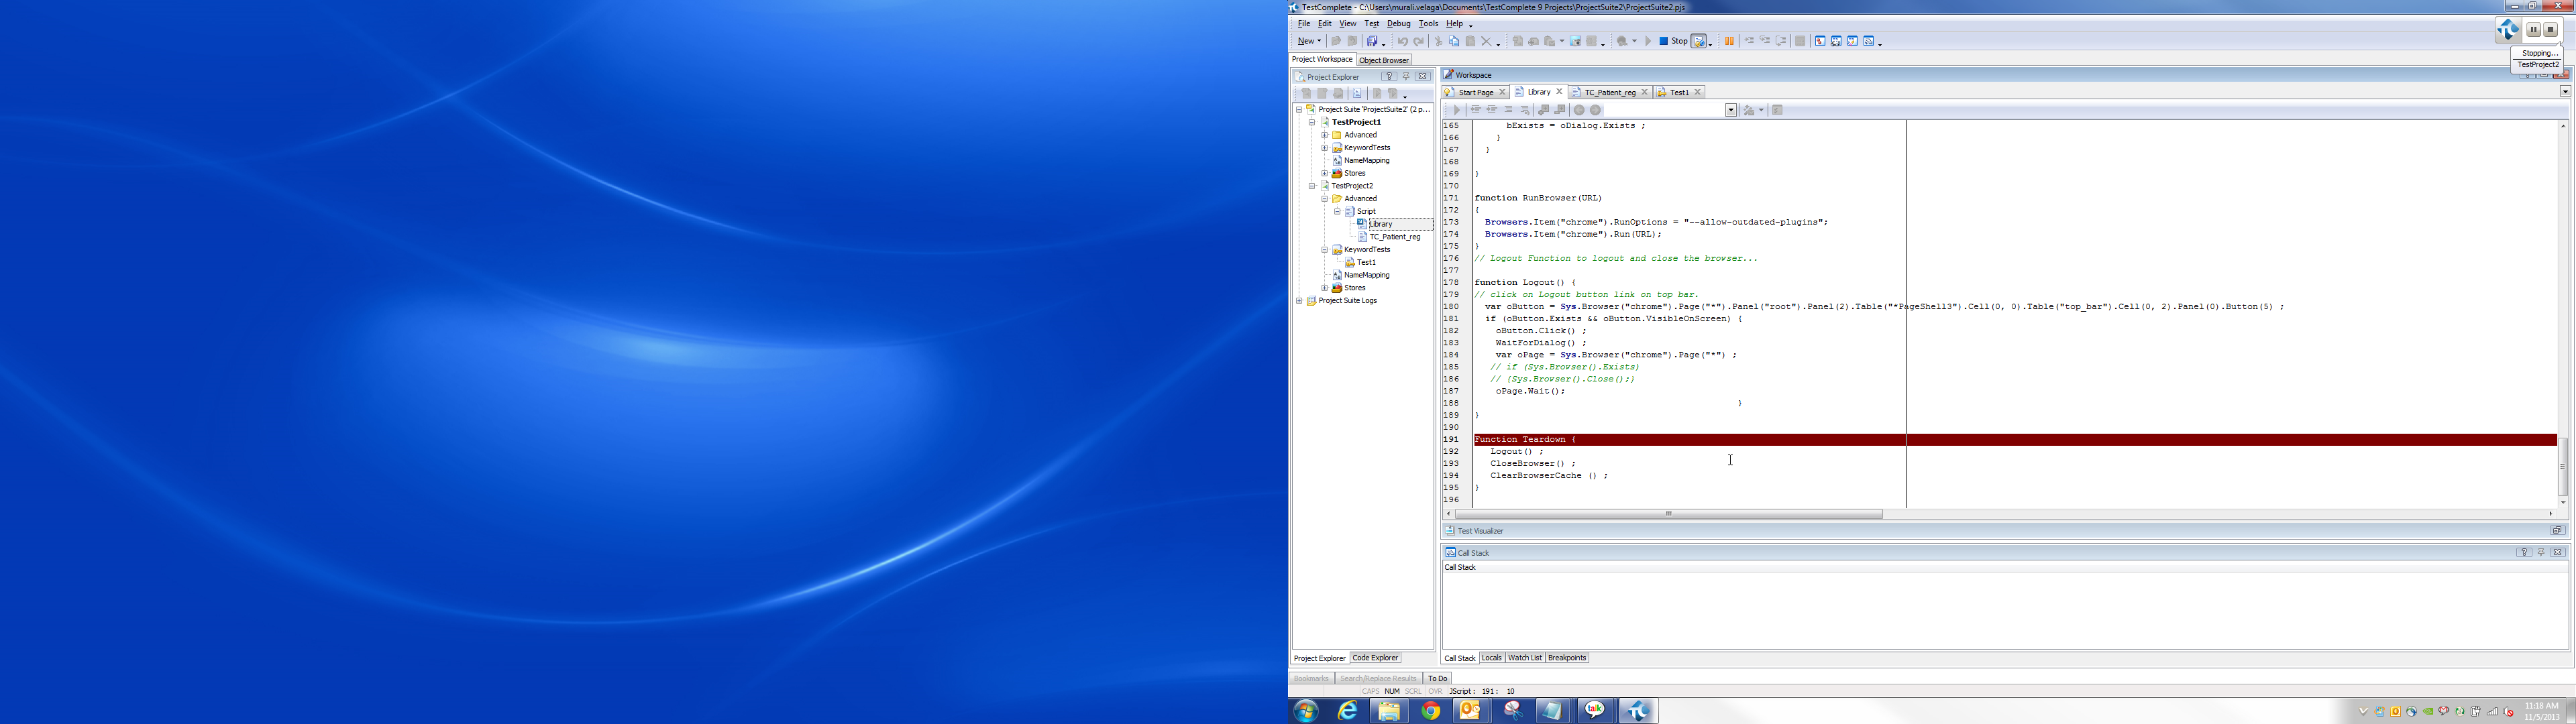 TestComplete - C:\Users\murali.velaga\Documents\TestComplete 9 Projects\ProjectSuite2\ProjectSuite2.pjs
File Edit View Test Debug Tools Help
New Stop
Stopping...
TestProject2
Project Workspace Object Browser
Project Explorer
Project Suite 'ProjectSuite2' (2 p...
TestProject1
Advanced
KeywordTests
NameMapping
Stores
TestProject2
Advanced
Script
Library
TC_Patient_reg
KeywordTests
Test1
NameMapping
Stores
Project Suite Logs
Project Explorer Code Explorer
Workspace
Start Page Library TC_Patient_reg Test1
165 bExists = oDialog.Exists ;
166 }
167 }
168
169 }
170
171 function RunBrowser(URL)
172 {
173 Browsers.Item("chrome").RunOptions = "--allow-outdated-plugins";
174 Browsers.Item("chrome").Run(URL);
175 }
176 // Logout Function to logout and close the browser...
177
178 function Logout() {
179 // click on Logout button link on top bar.
180 var oButton = Sys.Browser("chrome").Page("*").Panel("root").Panel(2).Table("*PageShell3").Cell(0, 0).Table("top_bar").Cell(0, 2).Panel(0).Button(5) ;
181 if (oButton.Exists && oButton.VisibleOnScreen) {
182 oButton.Click() ;
183 WaitForDialog() ;
184 var oPage = Sys.Browser("chrome").Page("*") ;
185 // if (Sys.Browser().Exists)
186 // {Sys.Browser().Close();}
187 oPage.Wait();
188 }
189 }
190
191 Function Teardown {
192 Logout() ;
193 CloseBrowser() ;
194 ClearBrowserCache () ;
195 }
196
Test Visualizer
Call Stack
Call Stack
Call Stack Locals Watch List Breakpoints
Bookmarks Search/Replace Results To Do
CAPS NUM SCRL OVR JScript : 191 : 10
talk
11:18 AM
11/5/2013